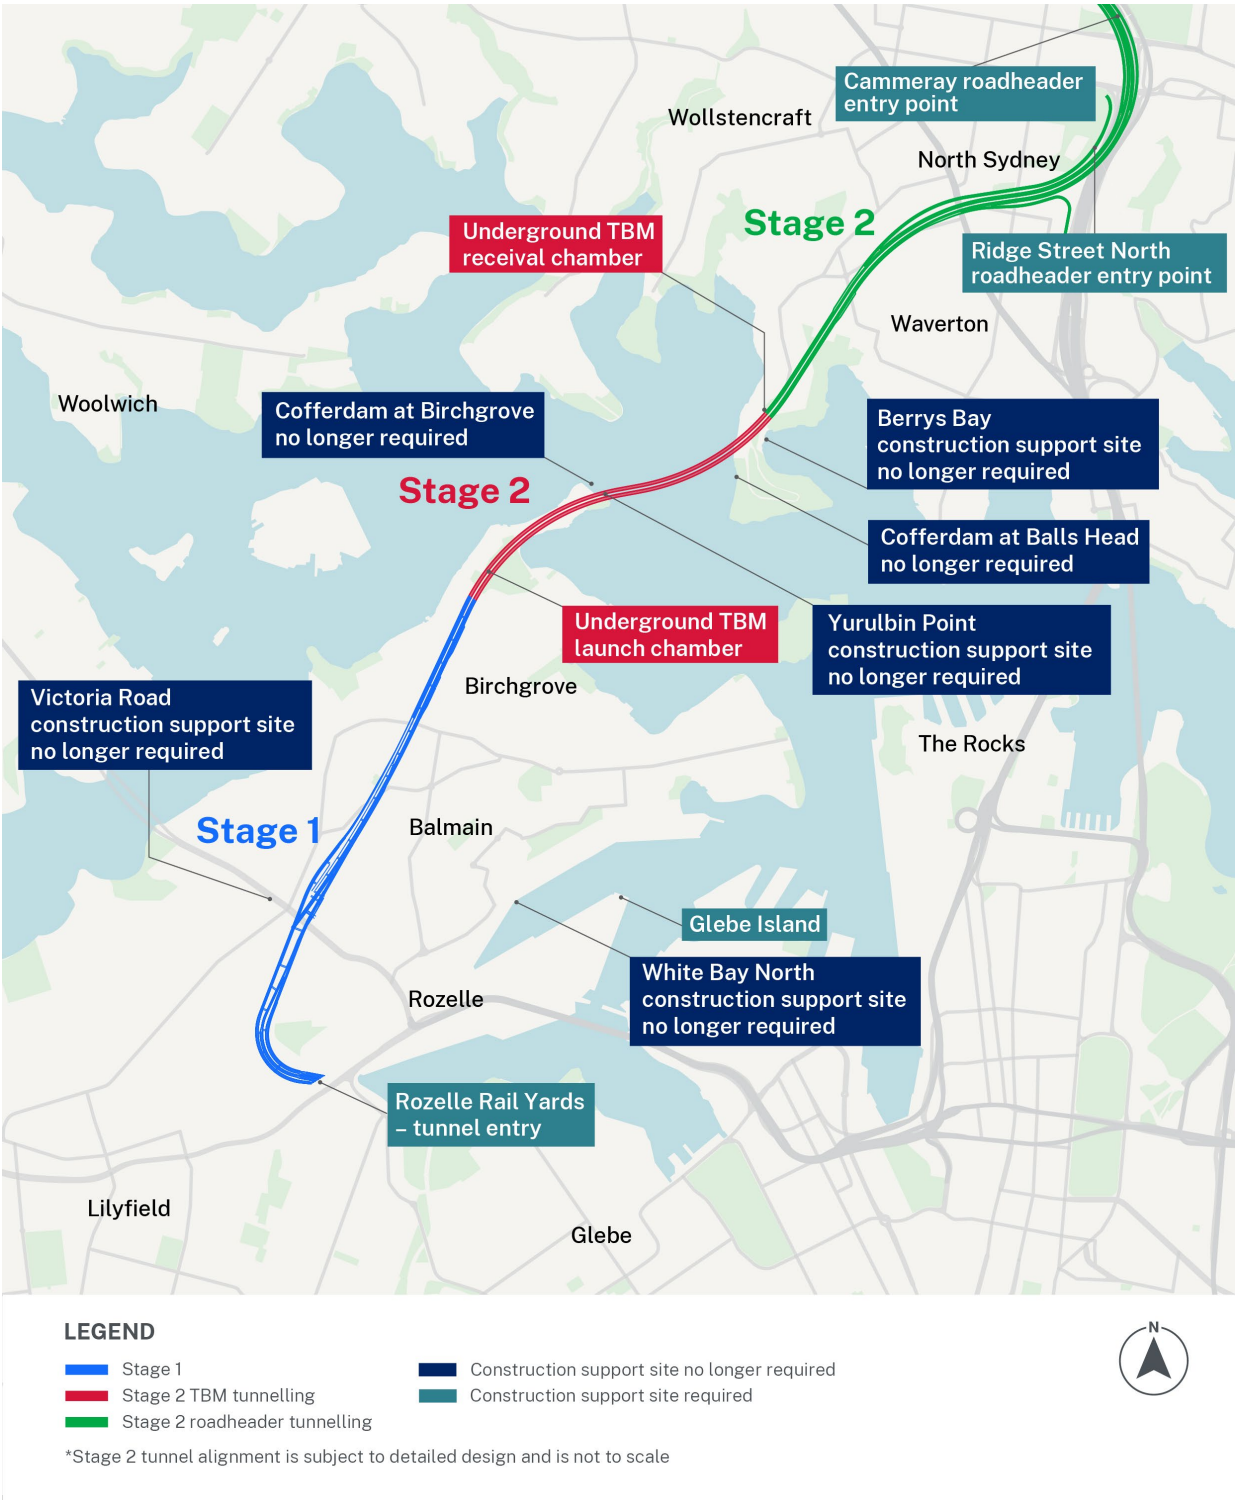 Cammeray roadheader
entry point
Wollstencraft
North Sydney
Stage 2
Underground TBM
receival chamber
Ridge Street North
roadheader entry point
Waverton
Woolwich
Cofferdam at Birchgrove
no longer required
Berrys Bay
construction support site
no longer required
Stage 2
Cofferdam at Balls Head
no longer required
Underground TBM
launch chamber
Yurulbin Point
construction support site
no longer required
Birchgrove
Victoria Road
construction support site
no longer required
The Rocks
Stage 1
Balmain
Glebe Island
White Bay North
construction support site
no longer required
Rozelle
Rozelle Rail Yards
– tunnel entry
Lilyfield
Glebe
LEGEND
Stage 1
Stage 2 TBM tunnelling
Stage 2 roadheader tunnelling
Construction support site no longer required
Construction support site required
*Stage 2 tunnel alignment is subject to detailed design and is not to scale
N